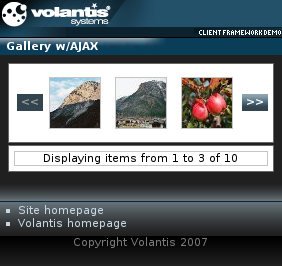 volantis
systems
CLIENT FRAMEWORK DEMO
Gallery w/AJAX
<< >>
Displaying items from 1 to 3 of 10
Site homepage
Volantis homepage
Copyright Volantis 2007